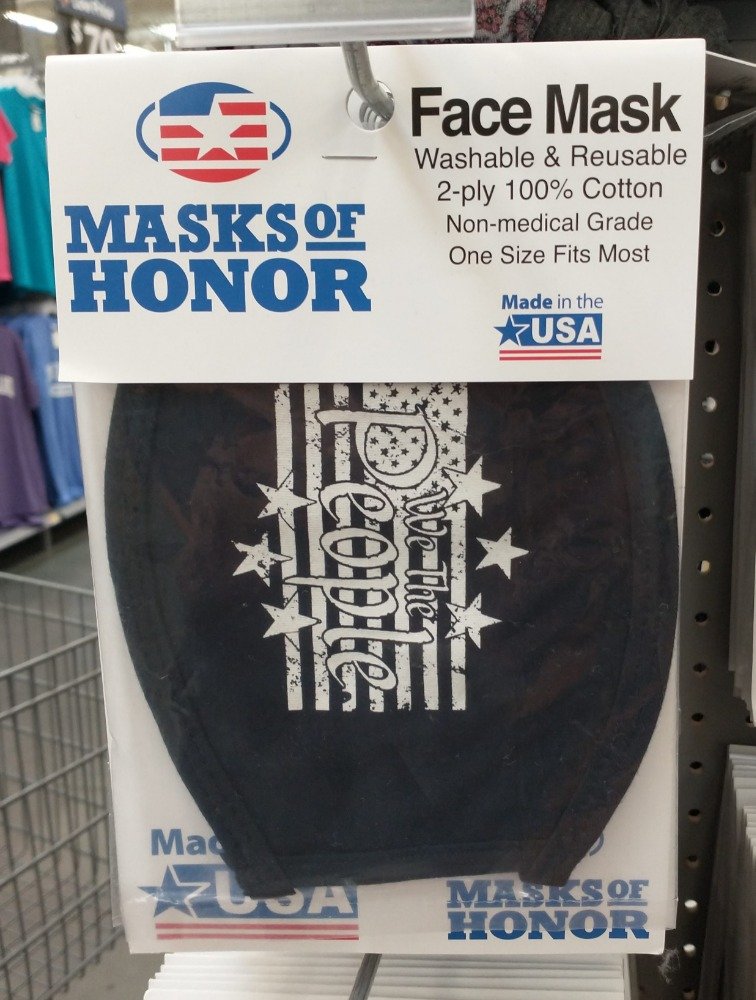 $79
MASKS OF
HONOR
Face Mask
Washable & Reusable
2-ply 100% Cotton
Non-medical Grade
One Size Fits Most
Made in the
USA
We The
People
USA
MASKS OF
HONOR